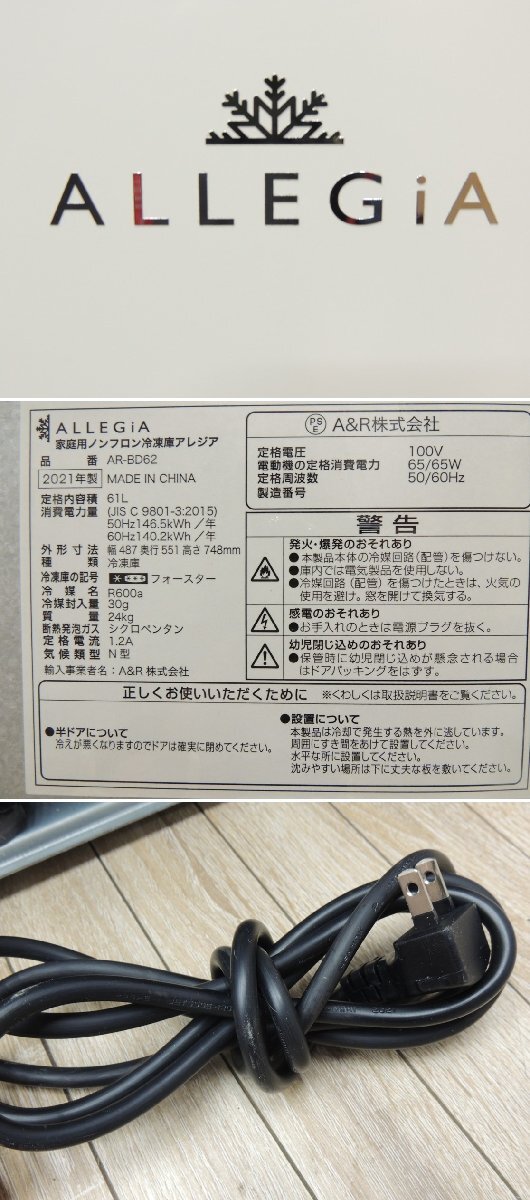 ALLEGiA
ALLEGiA
家庭用ノンフロン冷凍庫アレジア
品 番 AR-BD62
2021年製 MADE IN CHINA
定格内容積 61L
消費電力量 (JIS C 9801-3:2015)
50Hz146.5kWh/年
60Hz140.2kWh/年
外形寸法 幅487奥行551高さ748mm
種類 冷凍庫
冷凍庫の記号 フォースター
冷媒名 R600a
冷媒封入量 30g
質量 24kg
断熱発泡ガス シクロペンタン
定格電流 1.2A
気候類型 N型
輸入事業者名:A&R 株式会社
PSE A&R株式会社
定格電圧 100V
電動機の定格消費電力 65/65W
定格周波数 50/60Hz
製造番号
警告
発火・爆発のおそれあり
●本製品本体の冷媒回路(配管)を傷つけない。
●庫内では電気製品を使用しない。
●冷媒回路(配管)を傷つけたときは、火気の
使用を避け。窓を開けて換気する。
感電のおそれあり
●お手入れのときは電源プラグを抜く。
幼児閉じ込めのおそれあり
●保管時に幼児閉じ込めが懸念される場合
はドアパッキングをはずす。
正しくお使いいただくために ※くわしくは取扱説明書をご覧ください。
●半ドアについて
冷えが悪くなりますのでドアは確実に閉めてください。
●設置について
本製品は冷却で発生する熱を外に逃しています。
周囲にすき間をあけて設置してください。
水平な所に設置してください。
沈みやすい場所は下に丈夫な板を敷いてください。